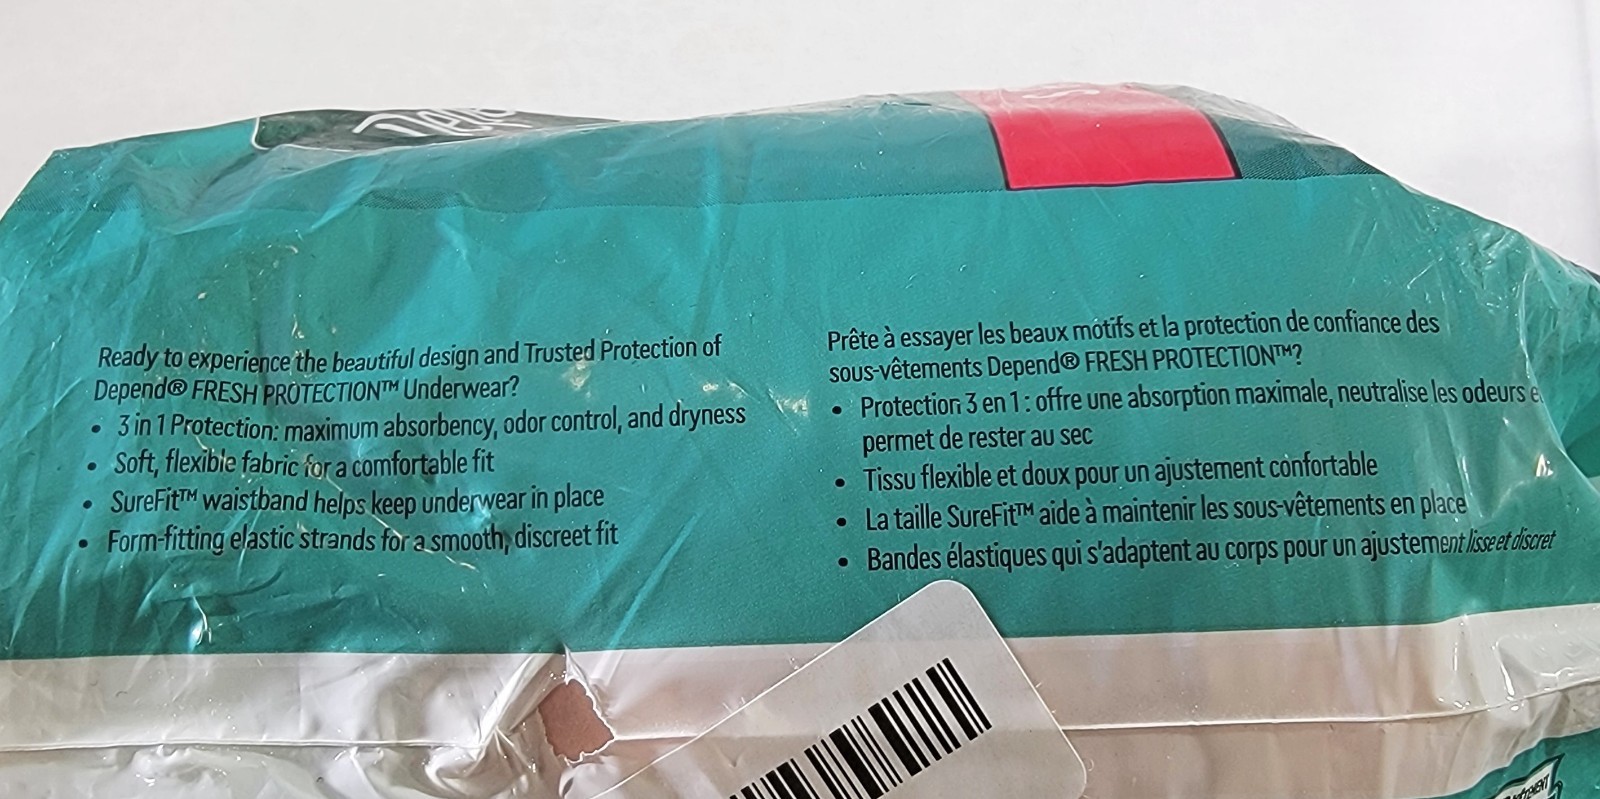 Ready to experience the beautiful design and Trusted Protection of
Depend® FRESH PROTECTION™ Underwear?
• 3 in 1 Protection: maximum absorbency, odor control, and dryness
• Soft, flexible fabric for a comfortable fit
• SureFit™ waistband helps keep underwear in place
• Form-fitting elastic strands for a smooth, discreet fit
Prête à essayer les beaux motifs et la protection de confiance des
sous-vêtements Depend® FRESH PROTECTION™?
• Protection 3 en 1 : offre une absorption maximale, neutralise les odeurs
permet de rester au sec
• Tissu flexible et doux pour un ajustement confortable
• La taille SureFit™ aide à maintenir les sous-vêtements en place
• Bandes élastiques qui s'adaptent au corps pour un ajustement lisse et discret